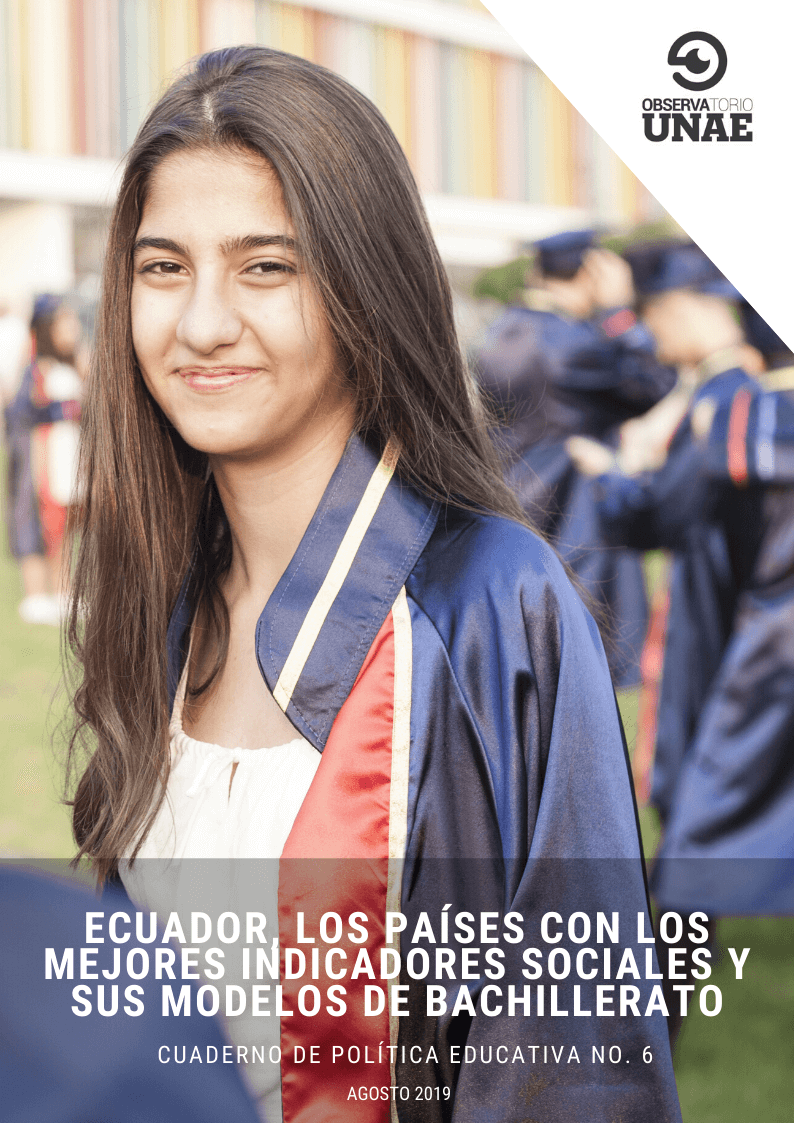 OBSERVATORIO
UNAE
ECUADOR, LOS PAÍSES CON LOS
MEJORES INDICADORES SOCIALES Y
SUS MODELOS DE BACHILLERATO
CUADERNO DE POLÍTICA EDUCATIVA NO. 6
AGOSTO 2019